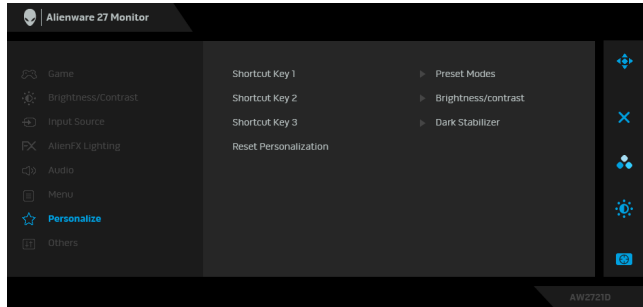 Alienware 27 Monitor
Game
Brightness/Contrast
Input Source
AlienFX Lighting
Audio
Menu
Personalize
Others
Shortcut Key 1 Preset Modes
Shortcut Key 2 Brightness/contrast
Shortcut Key 3 Dark Stabilizer
Reset Personalization
AW2721D